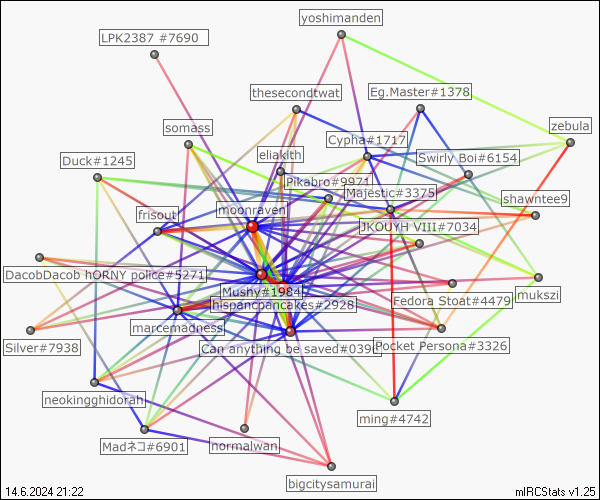 yoshimanden
LPK2387 #7690
thesecondtwat
Eg.Master#1378
somass
zebula
Cypha#1717
eliakith
Swirly Boi#6154
Duck#1245
Pikabro#9971
Majestic#3375
shawntee9
moonraven
frisout
JKOUYH VIII#7034
DacobDacob hORNY police#5271
Mushy#1984
mukszi
Fedora Stoat#4479
hispancpancakes#2928
marcemadness
Silver#7938
Can anything be saved#0390
Pocket Persona#3326
neokingghidorah
ming#4742
Madネコ#6901
normalwan
bigcitysamurai
14.6.2024 21:22
mIRCStats v1.25